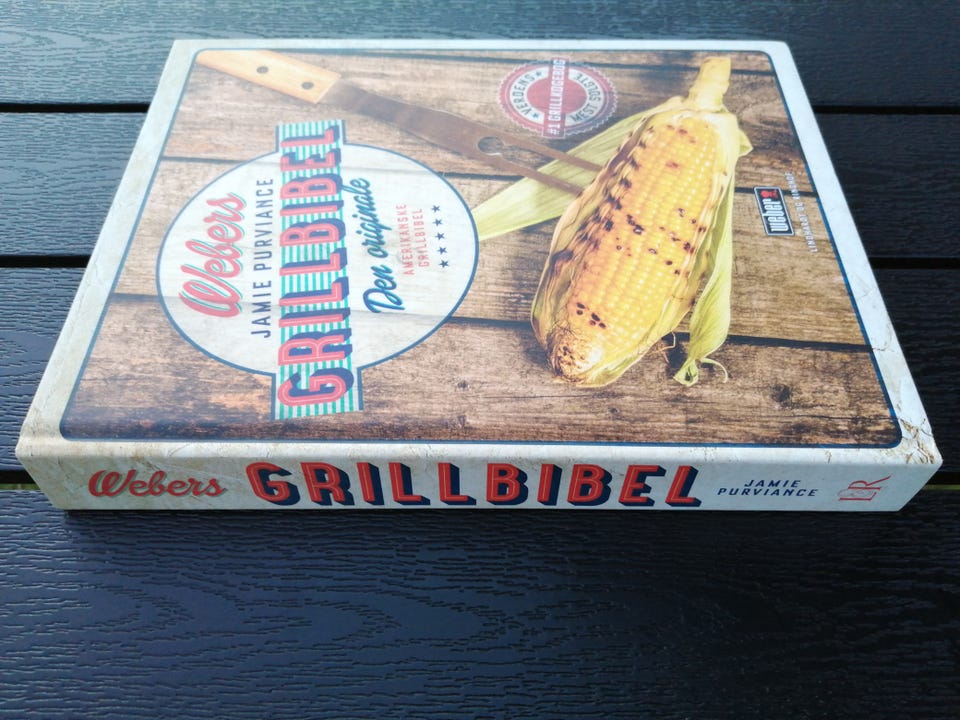 Webers
JAMIE PURVIANCE
GRILLBIBEL
Den originale
AMERIKANSKE
GRILLBIBEL
VERDENS
#1 GRILLKOGEBOG
MEST SOLGTE
weber
LINDHARDT OG RINGHOF
Webers GRILLBIBEL JAMIE
PURVIANCE
LR